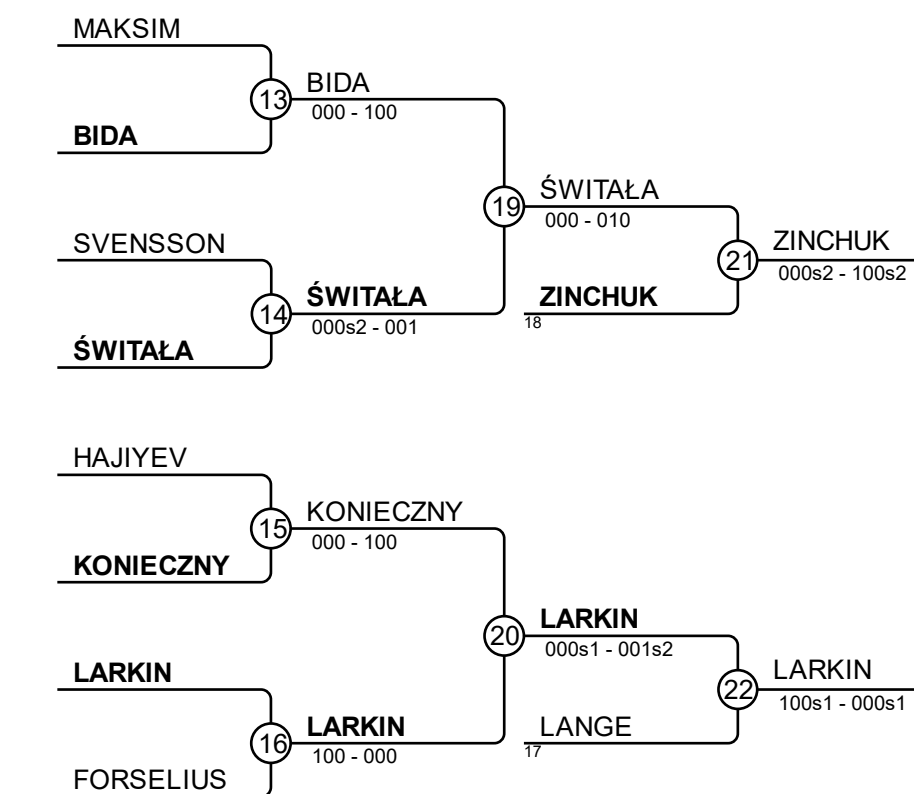 MAKSIM
13
BIDA
000 - 100
BIDA
19
ŚWITAŁA
000 - 010
SVENSSON
21
ZINCHUK
000s2 - 100s2
14
ŚWITAŁA
000s2 - 001
ZINCHUK
18
ŚWITAŁA
HAJIYEV
15
KONIECZNY
000 - 100
KONIECZNY
20
LARKIN
000s1 - 001s2
LARKIN
22
LARKIN
100s1 - 000s1
16
LARKIN
100 - 000
LANGE
17
FORSELIUS